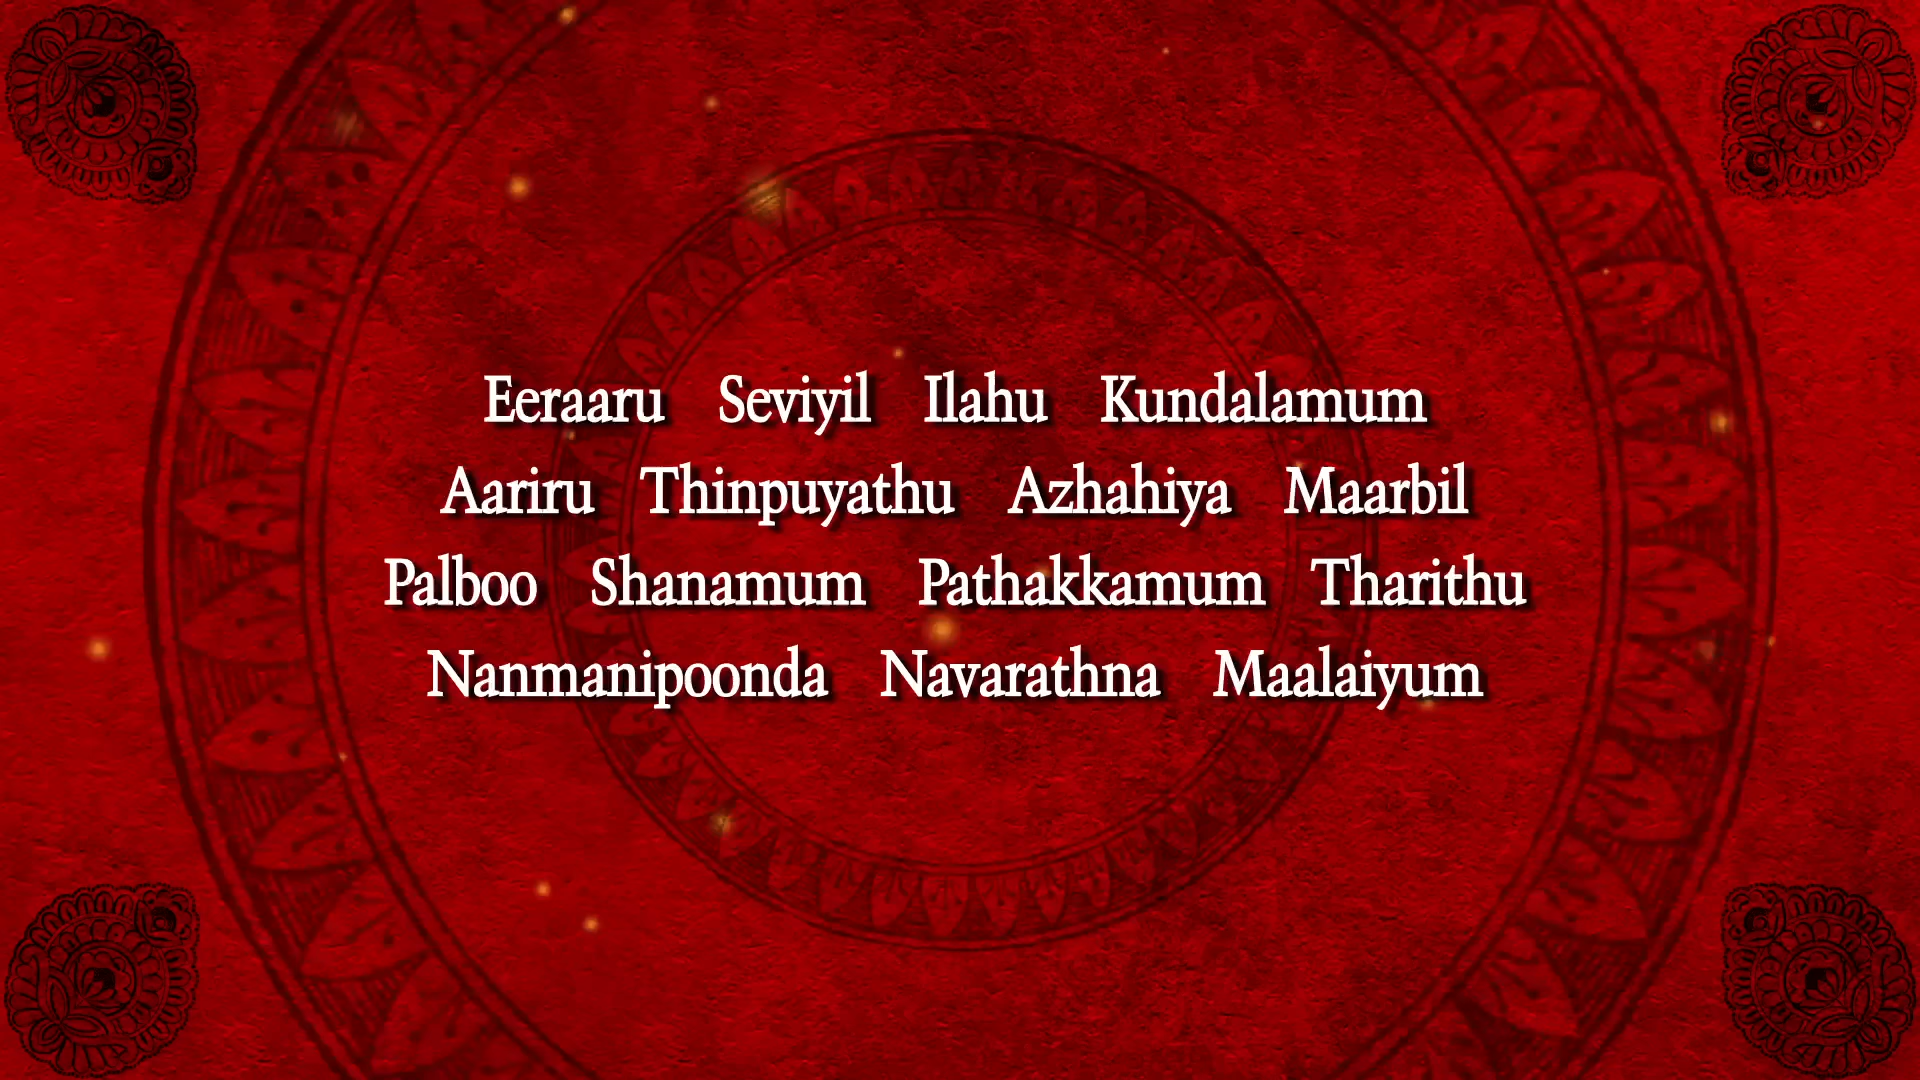 Eeraaru Seviyil Ilahu Kundalamum
Aariru Thinpuyathu Azhahiya Maarbil
Palboo Shanamum Pathakkamum Tharithu
Nanmanipoonda Navarathna Maalaiyum